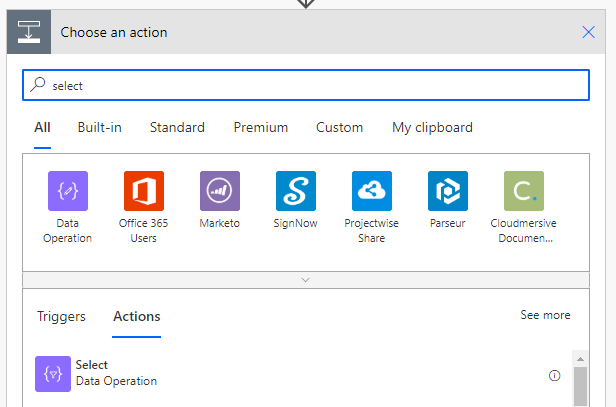 Choose an action
select
All Built-in Standard Premium Custom My clipboard
Data Operation
Office 365 Users
Marketo
SignNow
Projectwise Share
Parseur
Cloudmersive Documen...
Triggers Actions See more
Select
Data Operation